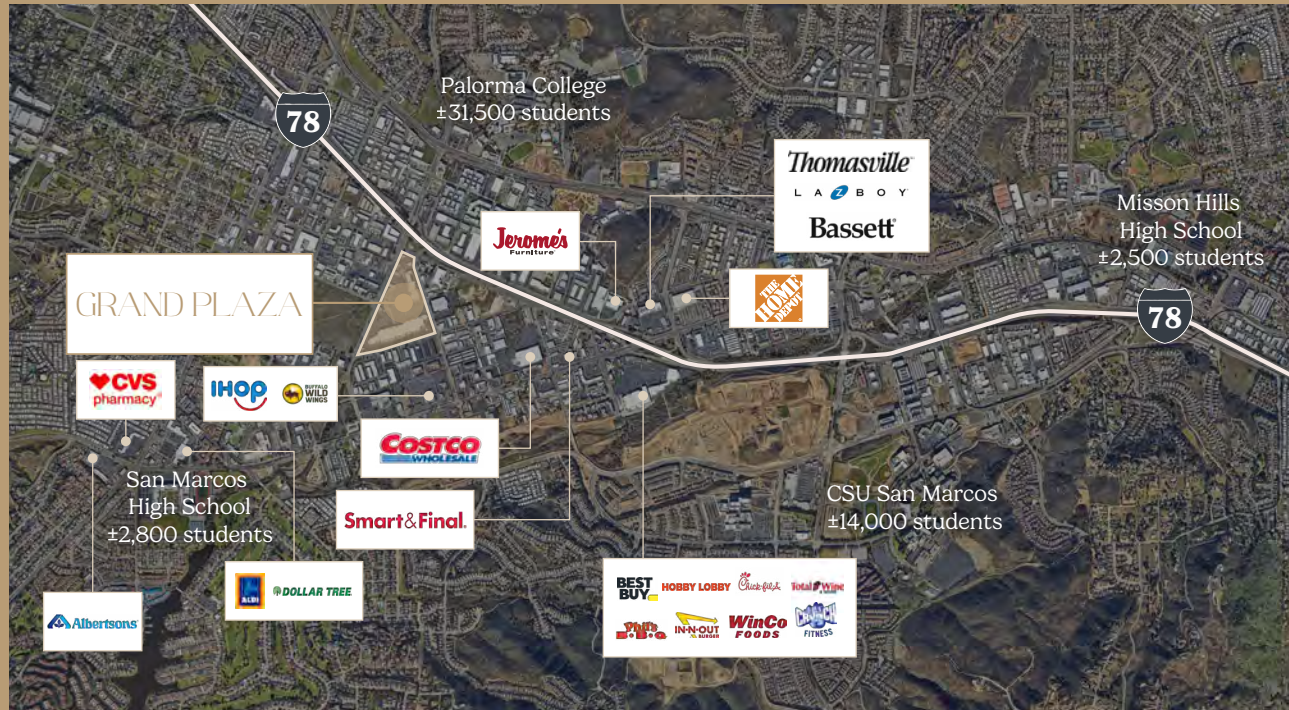 Palorma College
±31,500 students
78
Thomasville
LAZBOY
Bassett
Misson Hills
High School
±2,500 students
Jerome's
Furniture
GRAND PLAZA
THE
HOME
DEPOT
78
CVS
pharmacy
IHOP
BUFFALO
WILD
WINGS
COSTCO
WHOLESALE
San Marcos
High School
±2,800 students
Smart&Final.
CSU San Marcos
±14,000 students
ALDI
DOLLAR TREE
BEST
BUY
HOBBY LOBBY
Chick-fil-A
Total Wine
Phil's
B•B•Q
IN-N-OUT
BURGER
WinCo
FOODS
CRUNCH
FITNESS
Albertsons